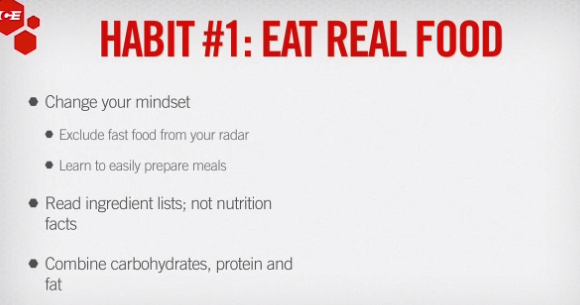 CE
HABIT #1: EAT REAL FOOD
Change your mindset
Exclude fast food from your radar
Learn to easily prepare meals
Read ingredient lists; not nutrition
facts
Combine carbohydrates, protein and
fat